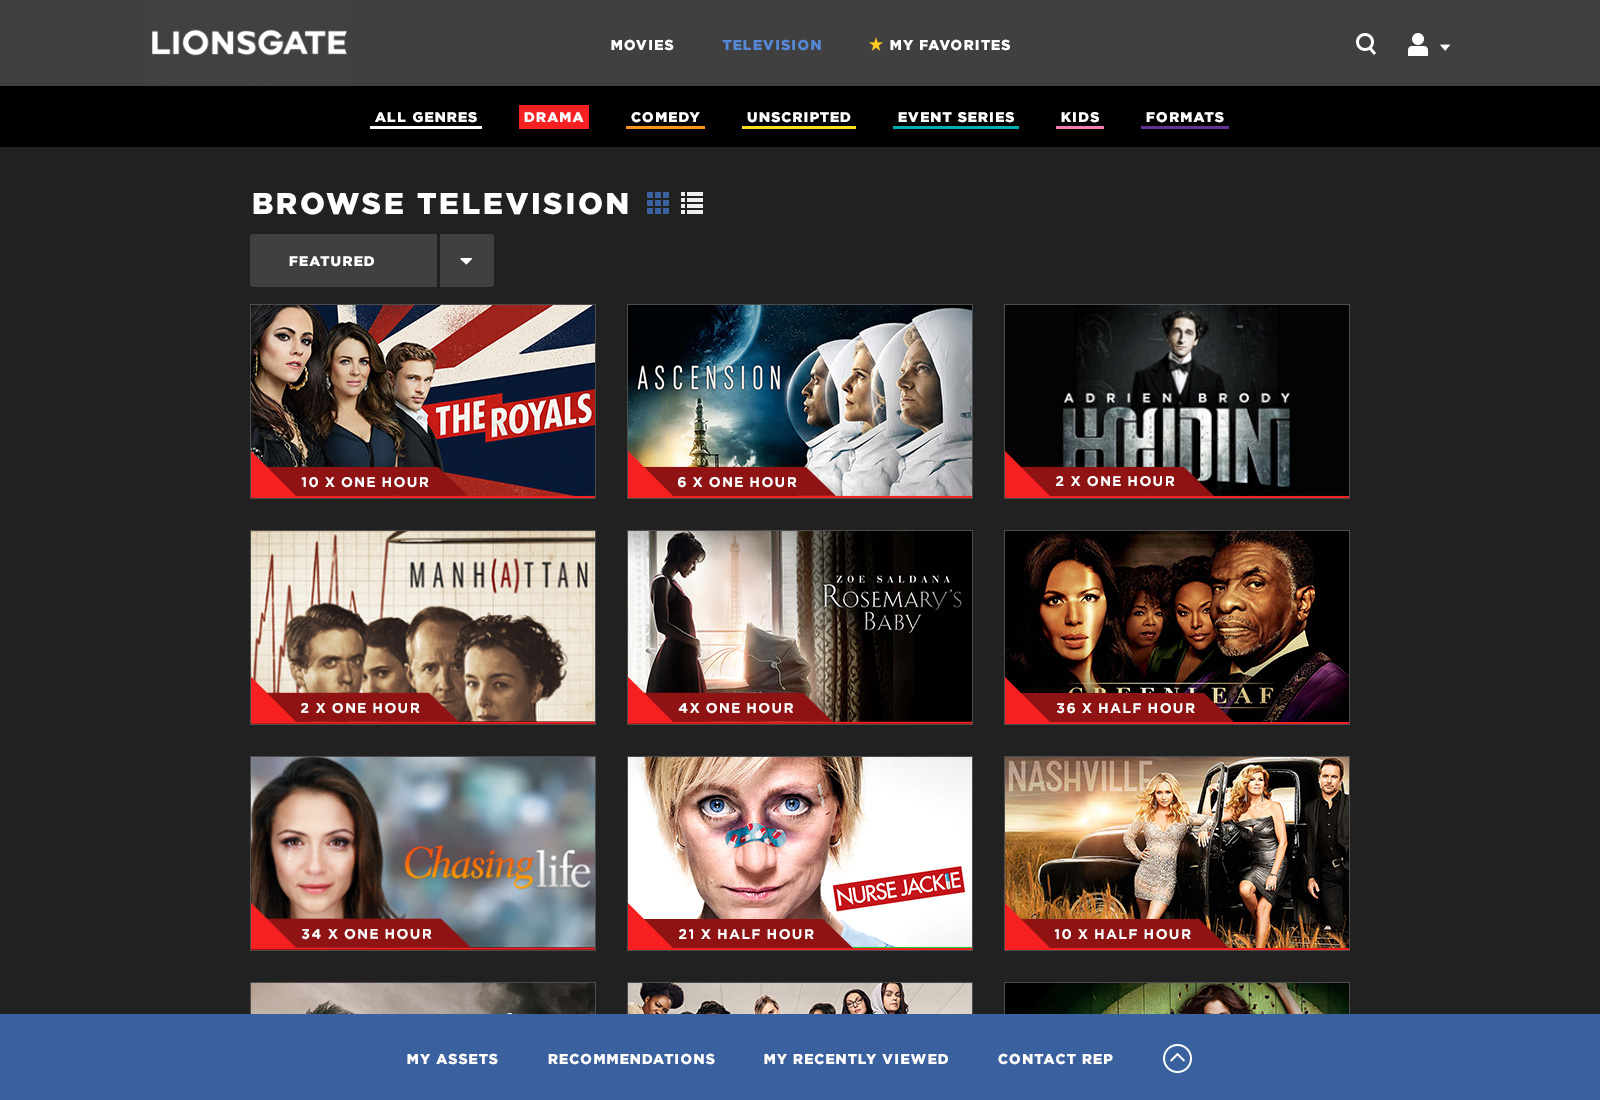 LIONSGATE
MOVIES
TELEVISION
MY FAVORITES
ALL GENRES
DRAMA
COMEDY
UNSCRIPTED
EVENT SERIES
KIDS
FORMATS
BROWSE TELEVISION
FEATURED
THE ROYALS
10 X ONE HOUR
ASCENSION
6 X ONE HOUR
ADRIEN BRODY
HOUDINI
2 X ONE HOUR
MANH(A)TTAN
2 X ONE HOUR
ZOE SALDANA
ROSEMARY'S
BABY
4X ONE HOUR
GREENLEAF
36 X HALF HOUR
Chasing life
34 X ONE HOUR
NURSE JACKIE
21 X HALF HOUR
NASHVILLE
10 X HALF HOUR
MY ASSETS
RECOMMENDATIONS
MY RECENTLY VIEWED
CONTACT REP